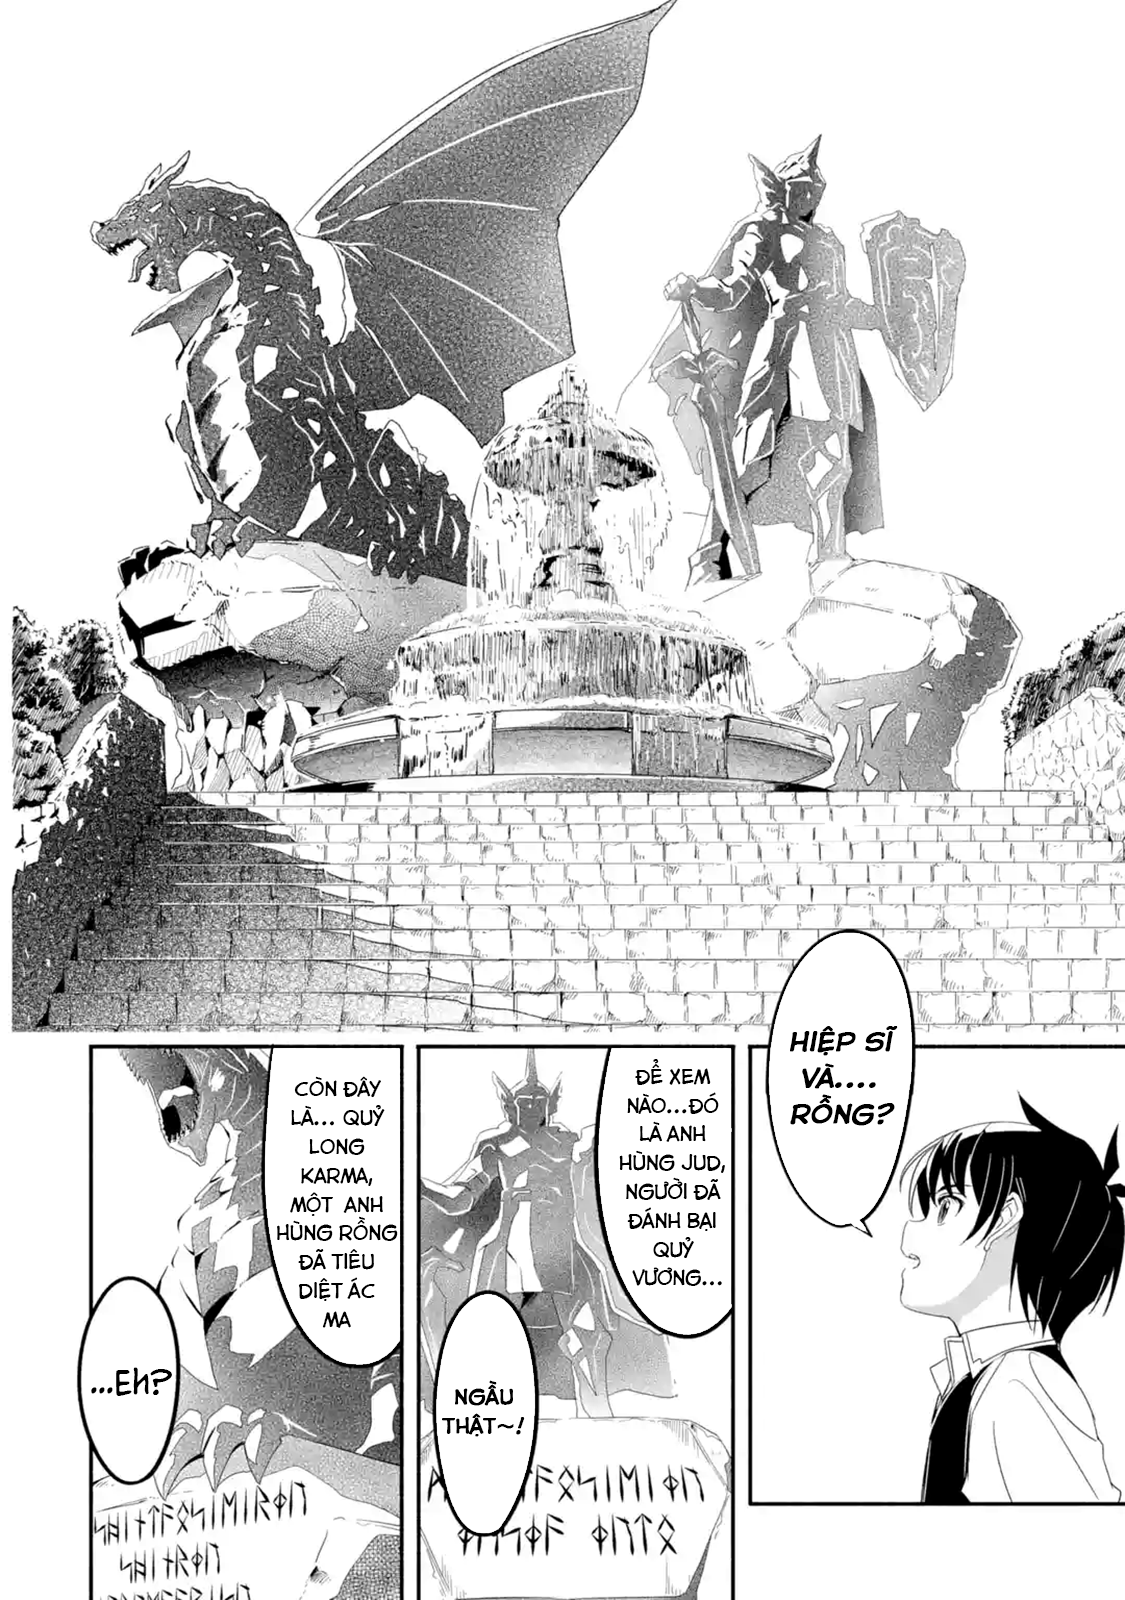 HIỆP SĨ
VÀ....
RỒNG?
ĐỂ XEM
NÀO...ĐÓ
LÀ ANH
HÙNG JUD,
NGƯỜI ĐÃ
ĐÁNH BẠI
QUỶ
VƯƠNG...
NGẦU
THẬT~!
CÒN ĐÂY
LÀ... QUỶ
LONG
KARMA,
MỘT ANH
HÙNG RỒNG
ĐÃ TIÊU
DIỆT ÁC
MA
...EH?